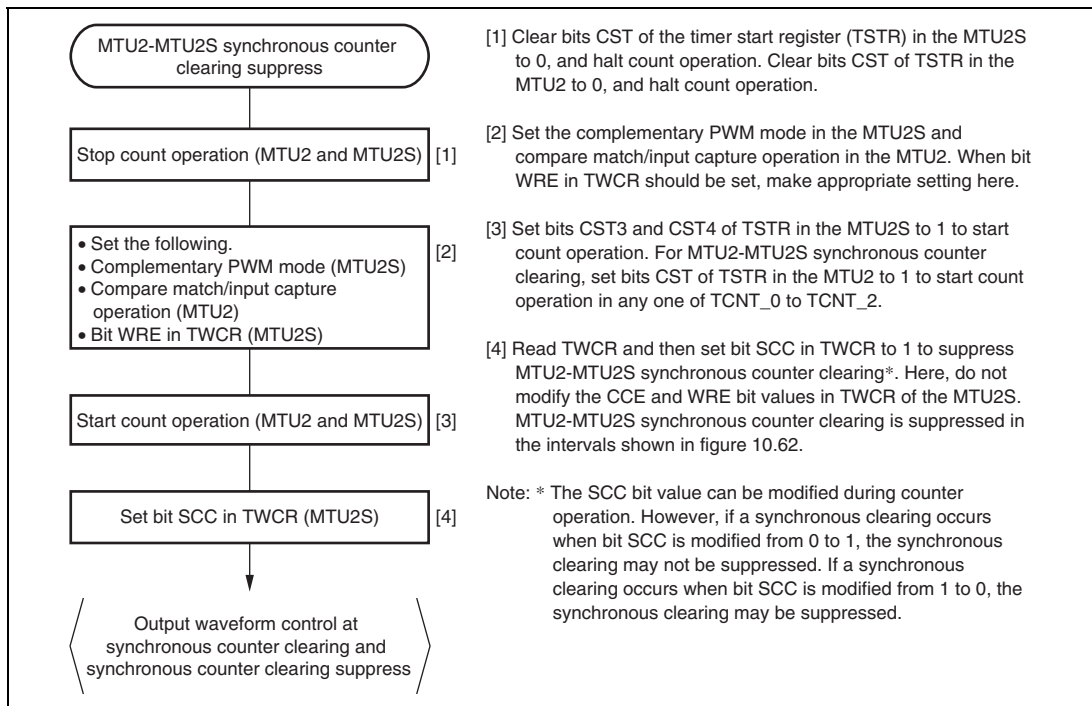 MTU2-MTU2S synchronous counter
clearing suppress
Stop count operation (MTU2 and MTU2S)
[1]
• Set the following.
• Complementary PWM mode (MTU2S)
• Compare match/input capture
operation (MTU2)
• Bit WRE in TWCR (MTU2S)
[2]
Start count operation (MTU2 and MTU2S)
[3]
Set bit SCC in TWCR (MTU2S)
[4]
Output waveform control at
synchronous counter clearing and
synchronous counter clearing suppress
[1] Clear bits CST of the timer start register (TSTR) in the MTU2S
to 0, and halt count operation. Clear bits CST of TSTR in the
MTU2 to 0, and halt count operation.
[2] Set the complementary PWM mode in the MTU2S and
compare match/input capture operation in the MTU2. When bit
WRE in TWCR should be set, make appropriate setting here.
[3] Set bits CST3 and CST4 of TSTR in the MTU2S to 1 to start
count operation. For MTU2-MTU2S synchronous counter
clearing, set bits CST of TSTR in the MTU2 to 1 to start count
operation in any one of TCNT_0 to TCNT_2.
[4] Read TWCR and then set bit SCC in TWCR to 1 to suppress
MTU2-MTU2S synchronous counter clearing*. Here, do not
modify the CCE and WRE bit values in TWCR of the MTU2S.
MTU2-MTU2S synchronous counter clearing is suppressed in
the intervals shown in figure 10.62.
Note: * The SCC bit value can be modified during counter
operation. However, if a synchronous clearing occurs
when bit SCC is modified from 0 to 1, the synchronous
clearing may not be suppressed. If a synchronous
clearing occurs when bit SCC is modified from 1 to 0, the
synchronous clearing may be suppressed.